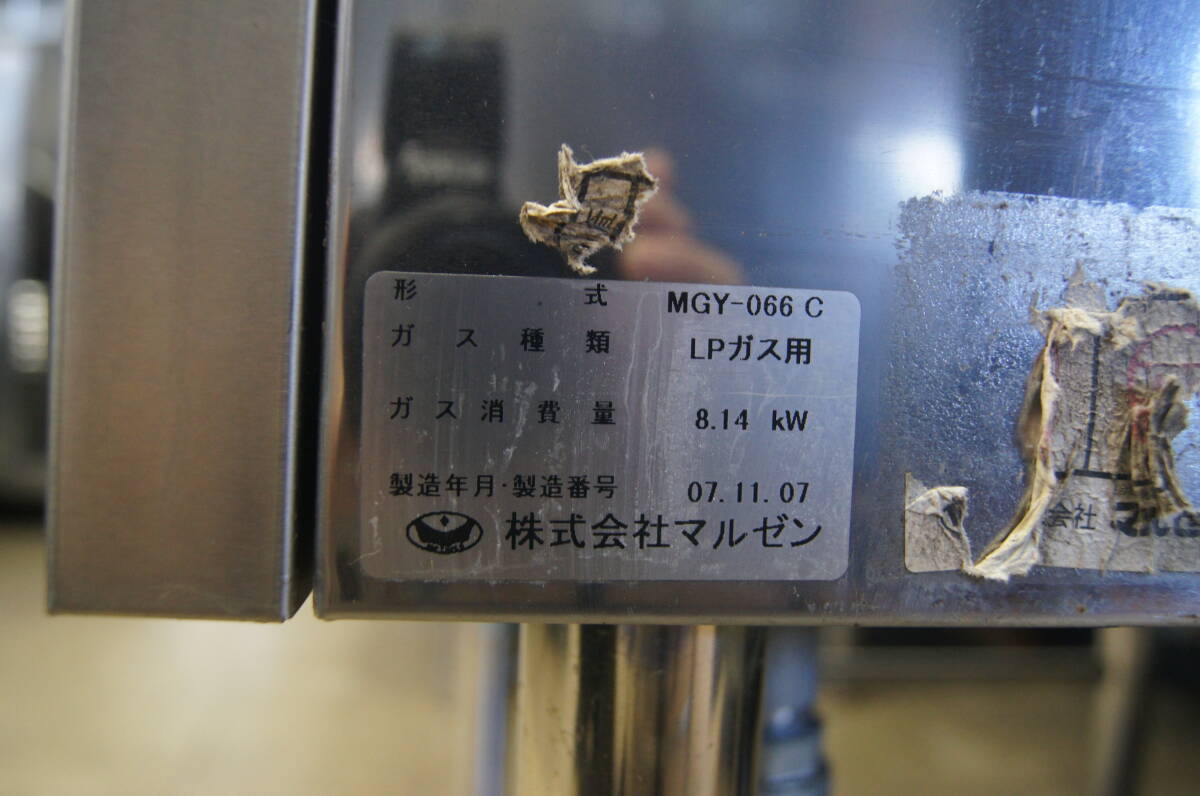 形式 MGY-066 C
ガス種類 LPガス用
ガス消費量 8.14 kW
製造年月·製造番号 07.11.07
株式会社マルゼン
会社